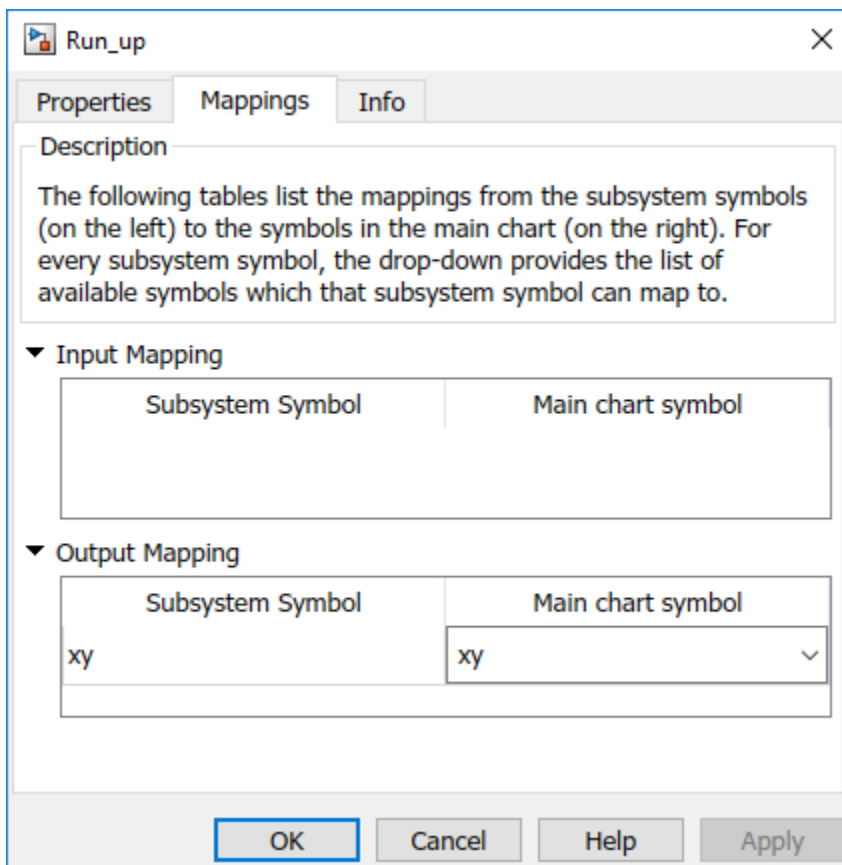 Run_up
Properties Mappings Info
Description
The following tables list the mappings from the subsystem symbols
(on the left) to the symbols in the main chart (on the right). For
every subsystem symbol, the drop-down provides the list of
available symbols which that subsystem symbol can map to.
Input Mapping
Subsystem Symbol Main chart symbol
Output Mapping
Subsystem Symbol Main chart symbol
xy xy
OK Cancel Help Apply